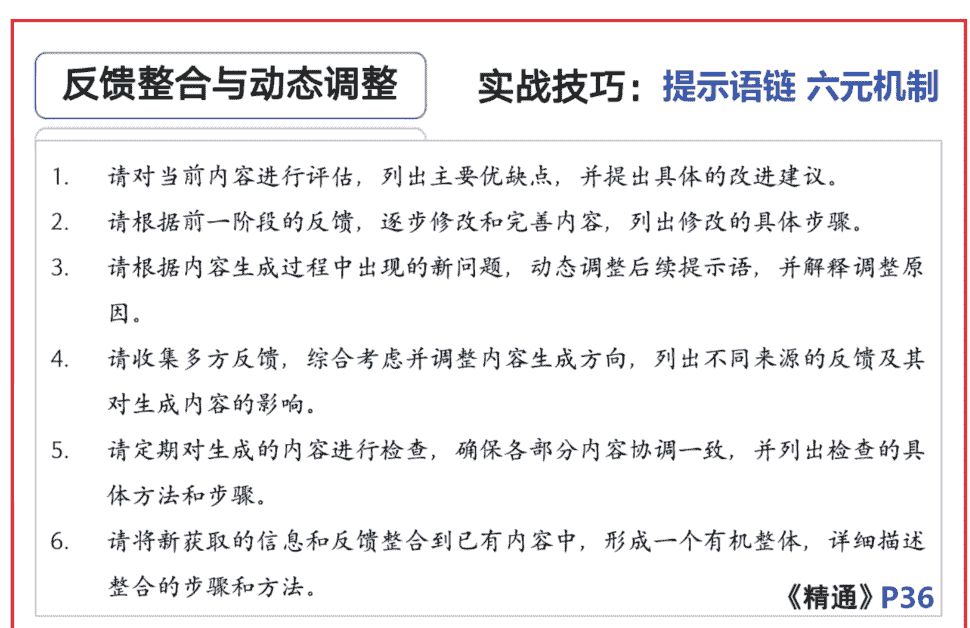 反馈整合与动态调整
实战技巧：提示语链 六元机制
1. 请对当前内容进行评估，列出主要优缺点，并提出具体的改进建议。
2. 请根据前一阶段的反馈，逐步修改和完善内容，列出修改的具体步骤。
3. 请根据内容生成过程中出现的新问题，动态调整后续提示语，并解释调整原
因。
4. 请收集多方反馈，综合考虑并调整内容生成方向，列出不同来源的反馈及其
对生成内容的影响。
5. 请定期对生成的内容进行检查，确保各部分内容协调一致，并列出检查的具
体方法和步骤。
6. 请将新获取的信息和反馈整合到已有内容中，形成一个有机整体，详细描述
整合的步骤和方法。
《精通》P36